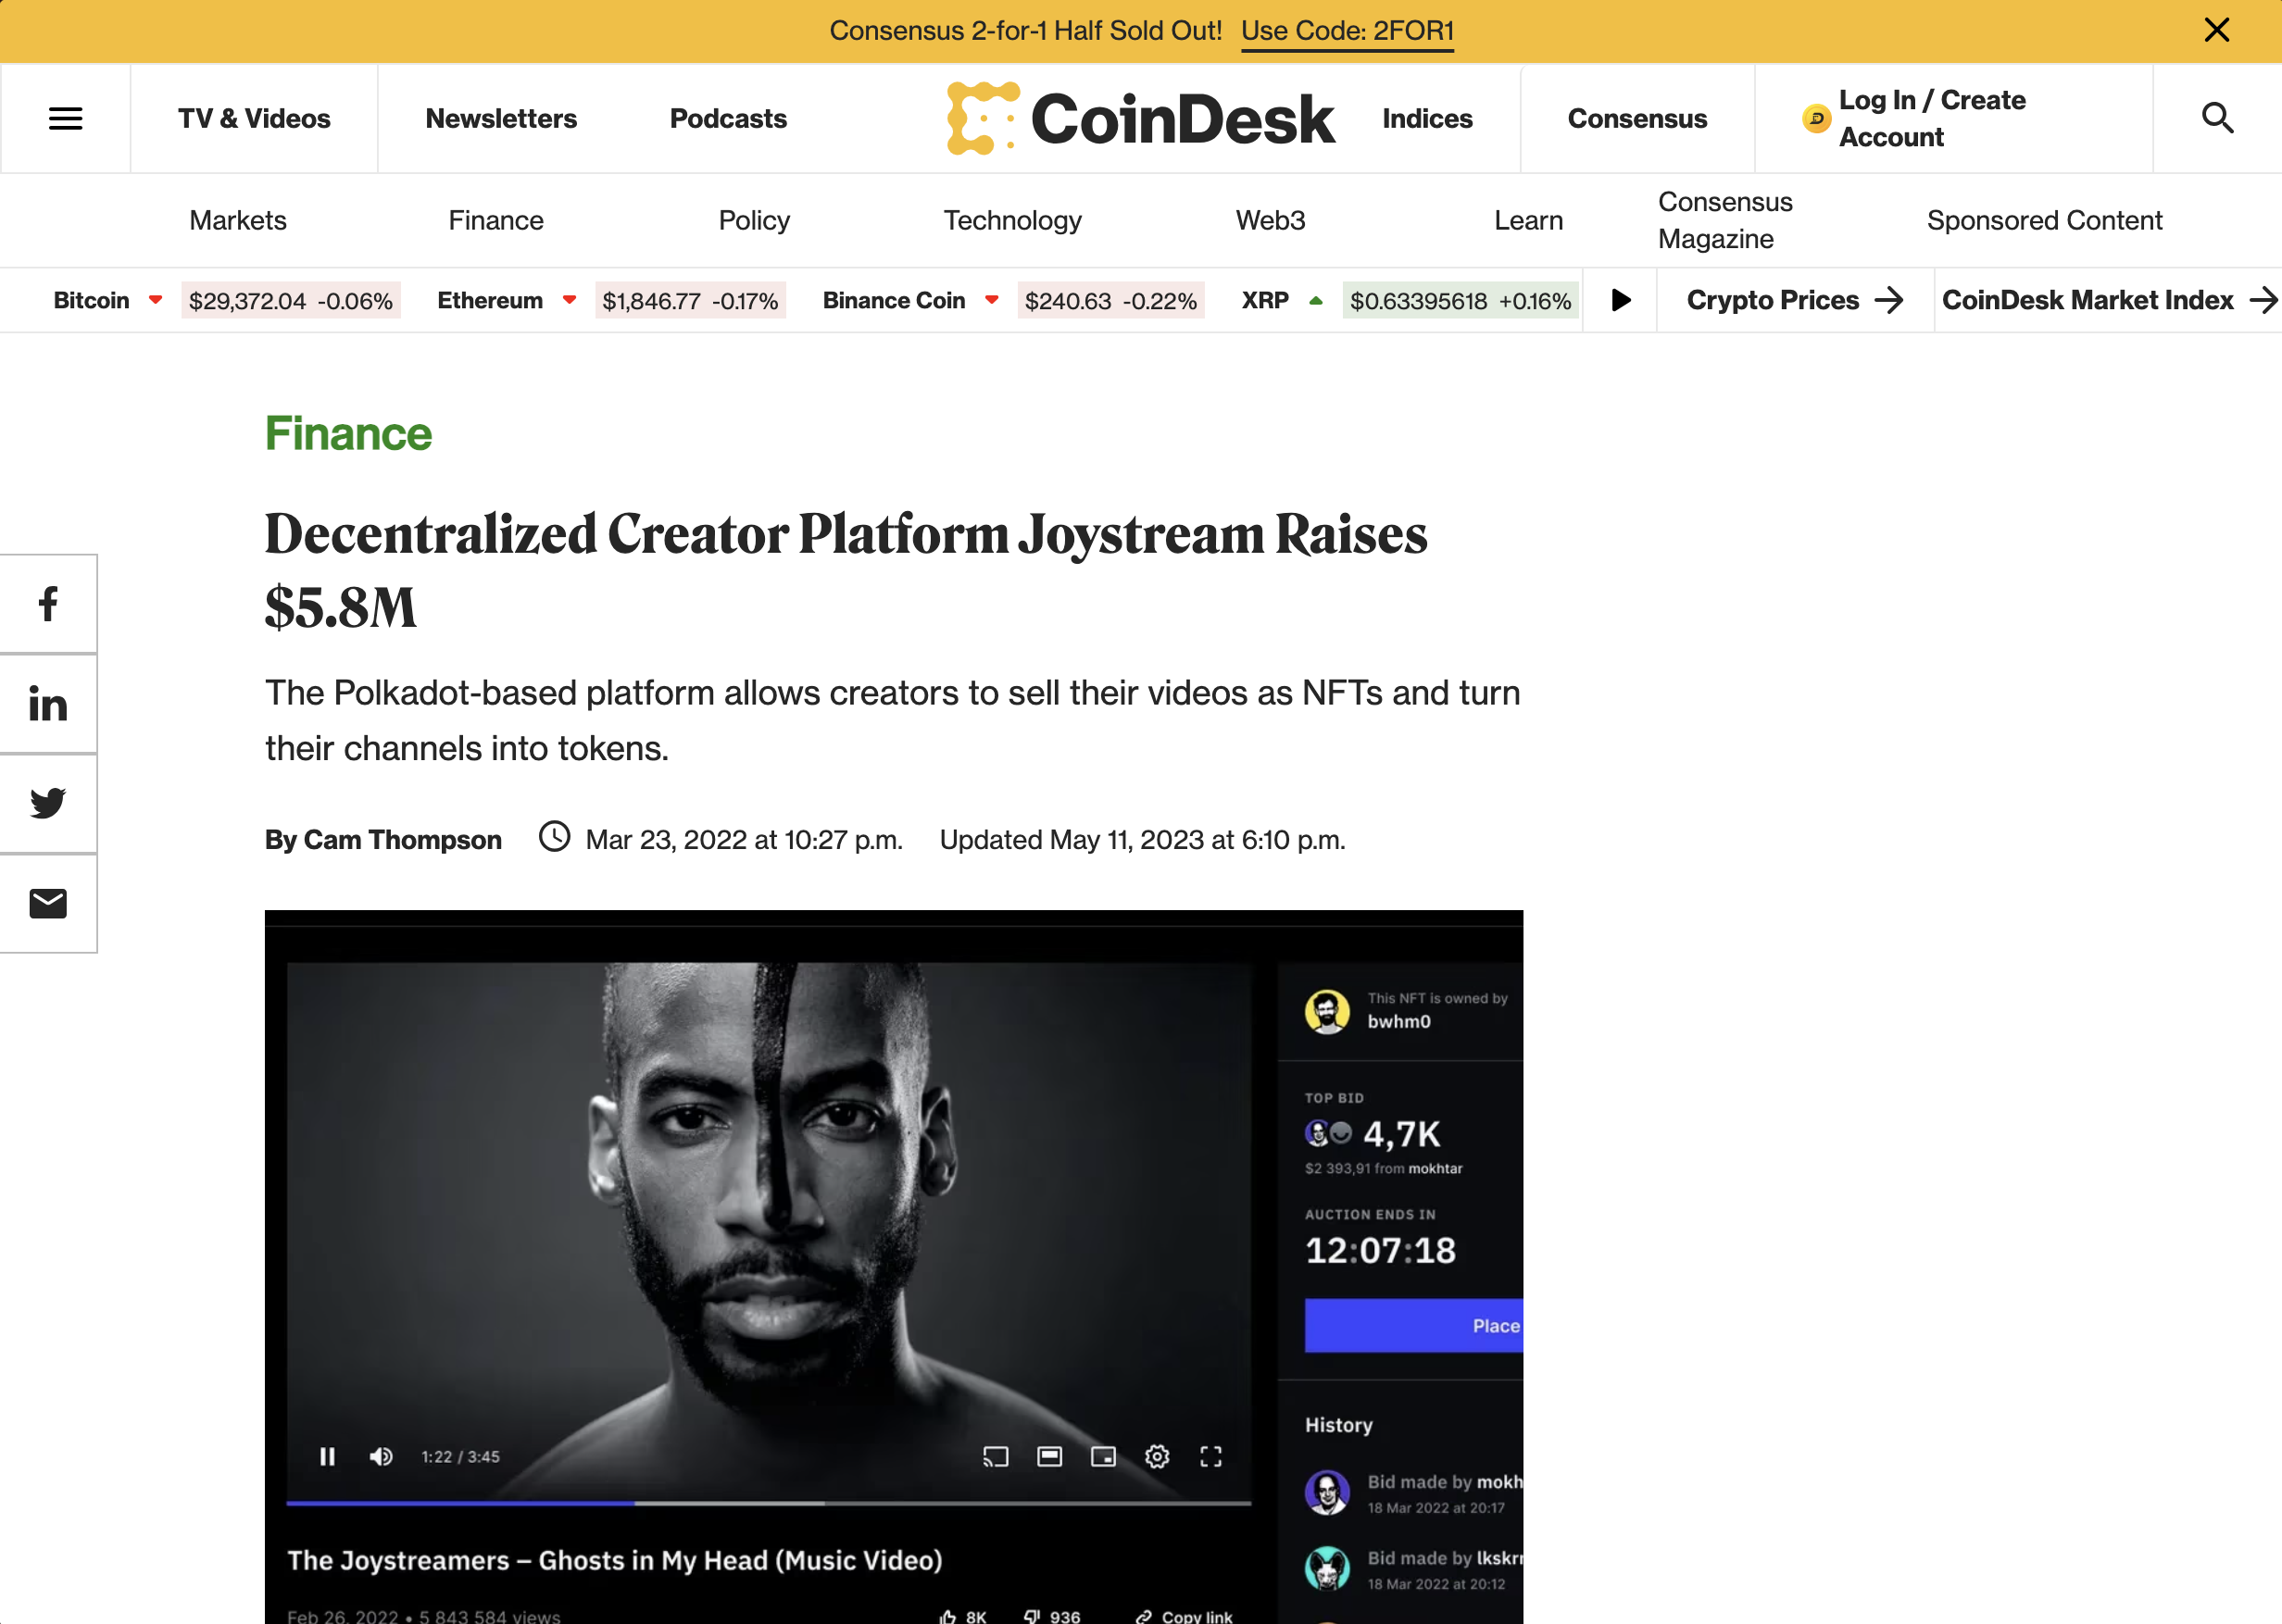 Consensus 2-for-1 Half Sold Out! Use Code: 2FOR1
TV & Videos
Newsletters
Podcasts
CoinDesk
Indices
Consensus
Log In / Create
Account
Markets
Finance
Policy
Technology
Web3
Learn
Consensus
Magazine
Sponsored Content
Bitcoin $29,372.04 -0.06%
Ethereum $1,846.77 -0.17%
Binance Coin $240.63 -0.22%
XRP $0.63395618 +0.16%
Crypto Prices
CoinDesk Market Index
Finance
Decentralized Creator Platform Joystream Raises
$5.8M
The Polkadot-based platform allows creators to sell their videos as NFTs and turn
their channels into tokens.
By Cam Thompson Mar 23, 2022 at 10:27 p.m. Updated May 11, 2023 at 6:10 p.m.
This NFT is owned by
bwhm0
TOP BID
4,7K
$2 393,91 from mokhtar
AUCTION ENDS IN
12:07:18
Place
History
Bid made by mokh
18 Mar 2022 at 20:17
Bid made by lkskr
18 Mar 2022 at 20:12
1:22 / 3:45
The Joystreamers – Ghosts in My Head (Music Video)
Feb 26, 2022 • 5 843 584 views
8K
936
Copy link